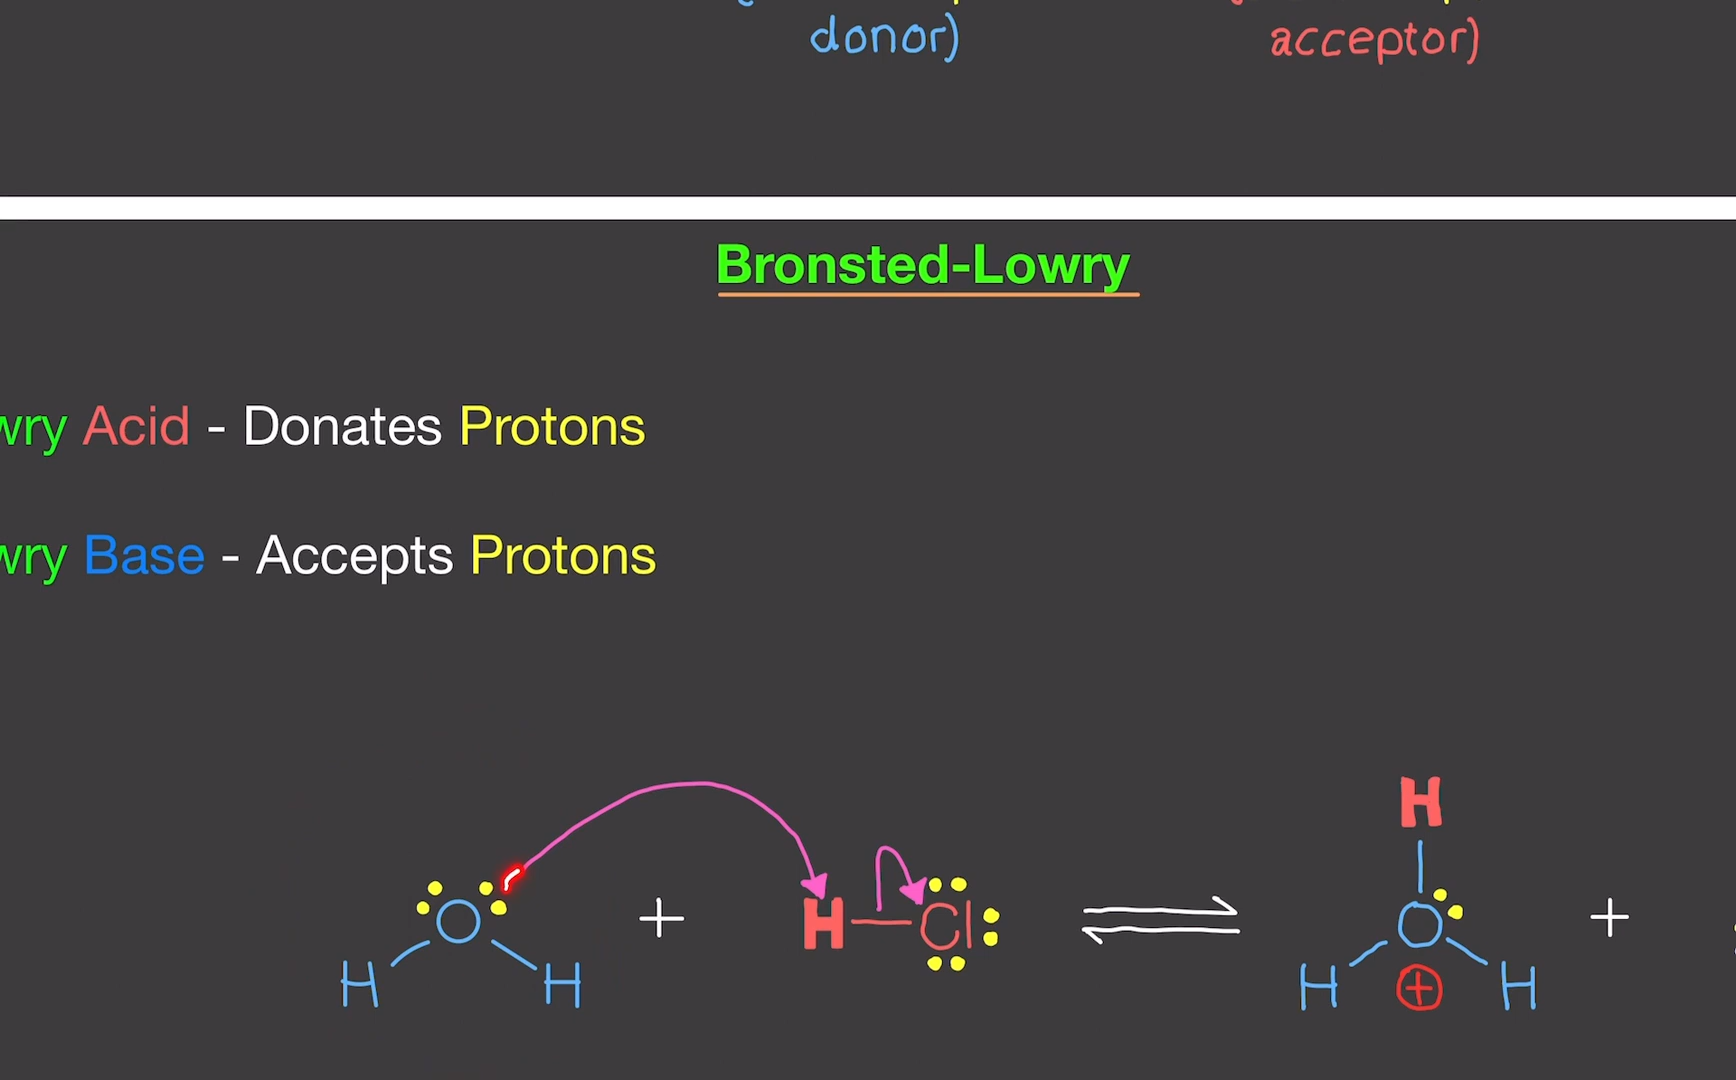 donor) acceptor)
Bronsted-Lowry
wry Acid - Donates Protons
wry Base - Accepts Protons
H
O + H Cl O +
H H H + H